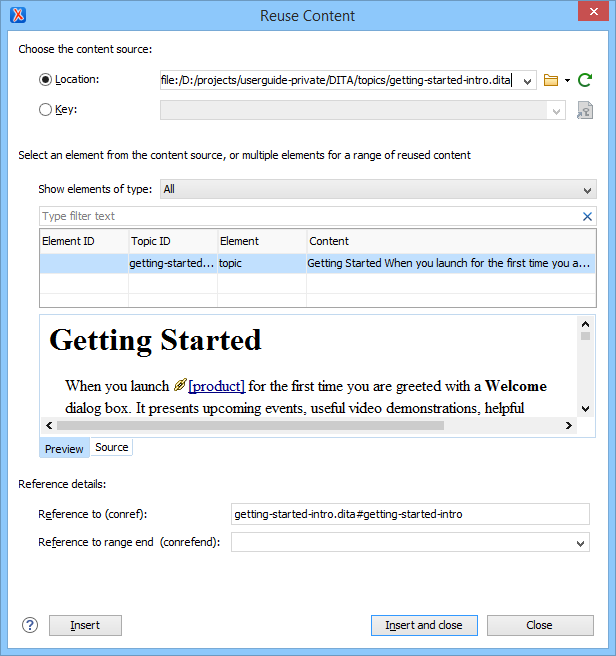 Reuse Content
Choose the content source:
Location: file:/D:/projects/userguide-private/DITA/topics/getting-started-intro.dita
Key:
Select an element from the content source, or multiple elements for a range of reused content
Show elements of type: All
Type filter text
Element ID Topic ID Element Content
getting-started... topic Getting Started When you launch for the first time you a...
Getting Started
When you launch [product] for the first time you are greeted with a Welcome
dialog box. It presents upcoming events, useful video demonstrations, helpful
Preview Source
Reference details:
Reference to (conref): getting-started-intro.dita#getting-started-intro
Reference to range end (conrefend):
? Insert Insert and close Close